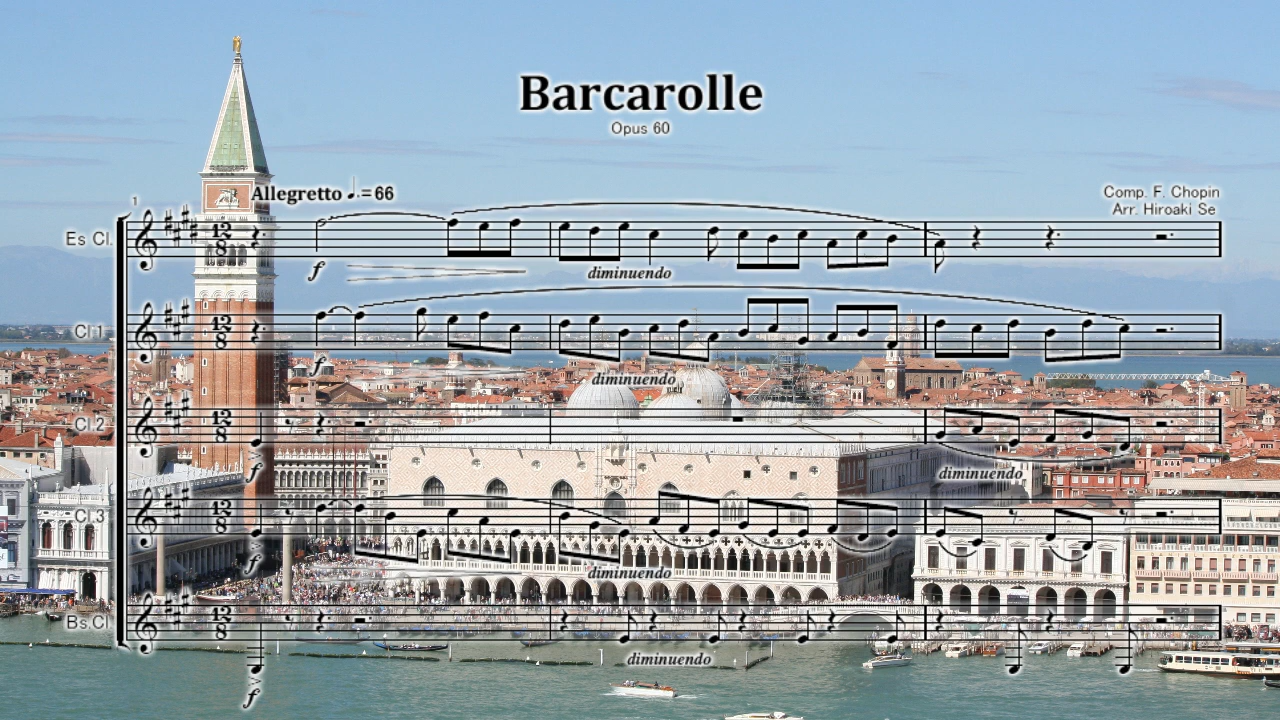 Barcarolle
Opus 60
1
Allegretto ♩.=66
Comp. F. Chopin
Arr. Hiroaki Se
Es Cl.
12
8
f
diminuendo
Cl 1
12
8
f
diminuendo
Cl.2
12
8
f
diminuendo
Cl.3
12
8
f
diminuendo
Bs.Cl
12
8
f
diminuendo